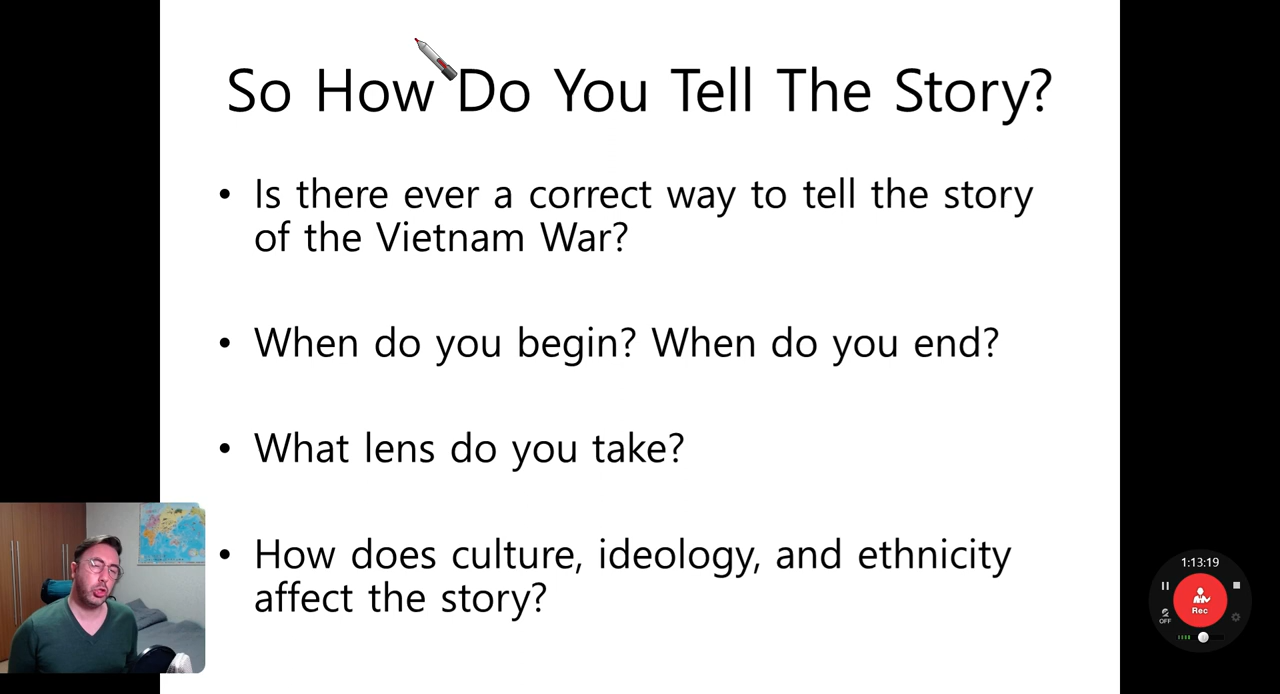 So How Do You Tell The Story?
• Is there ever a correct way to tell the story
of the Vietnam War?
• When do you begin? When do you end?
• What lens do you take?
• How does culture, ideology, and ethnicity
affect the story?
1:13:19
Rec
OFF